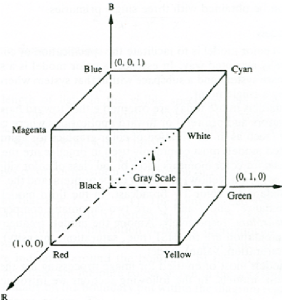 B
Blue
(0, 0, 1)
Cyan
Magenta
White
Gray Scale
Black
(0, 1, 0)
Green
(1, 0, 0)
Red
Yellow
R